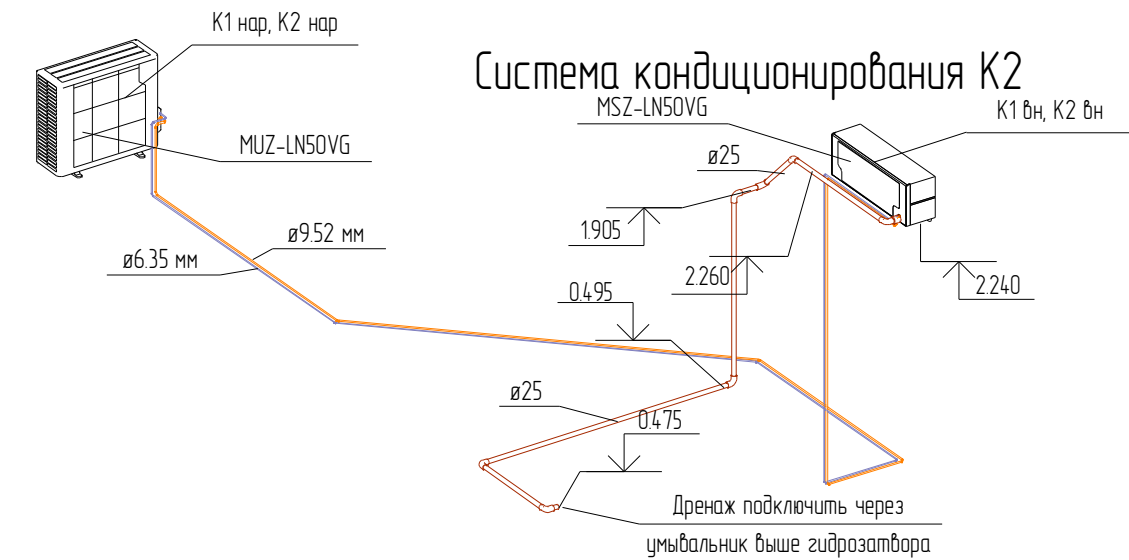 К1 нар, К2 нар
Система кондиционирования К2
MSZ-LN50VG
К1 вн, К2 вн
MUZ-LN50VG
ø25
1.905
ø9.52 мм
ø6.35 мм
2.260
2.240
0.495
ø25
0.475
Дренаж подключить через
умывальник выше гидрозатвора